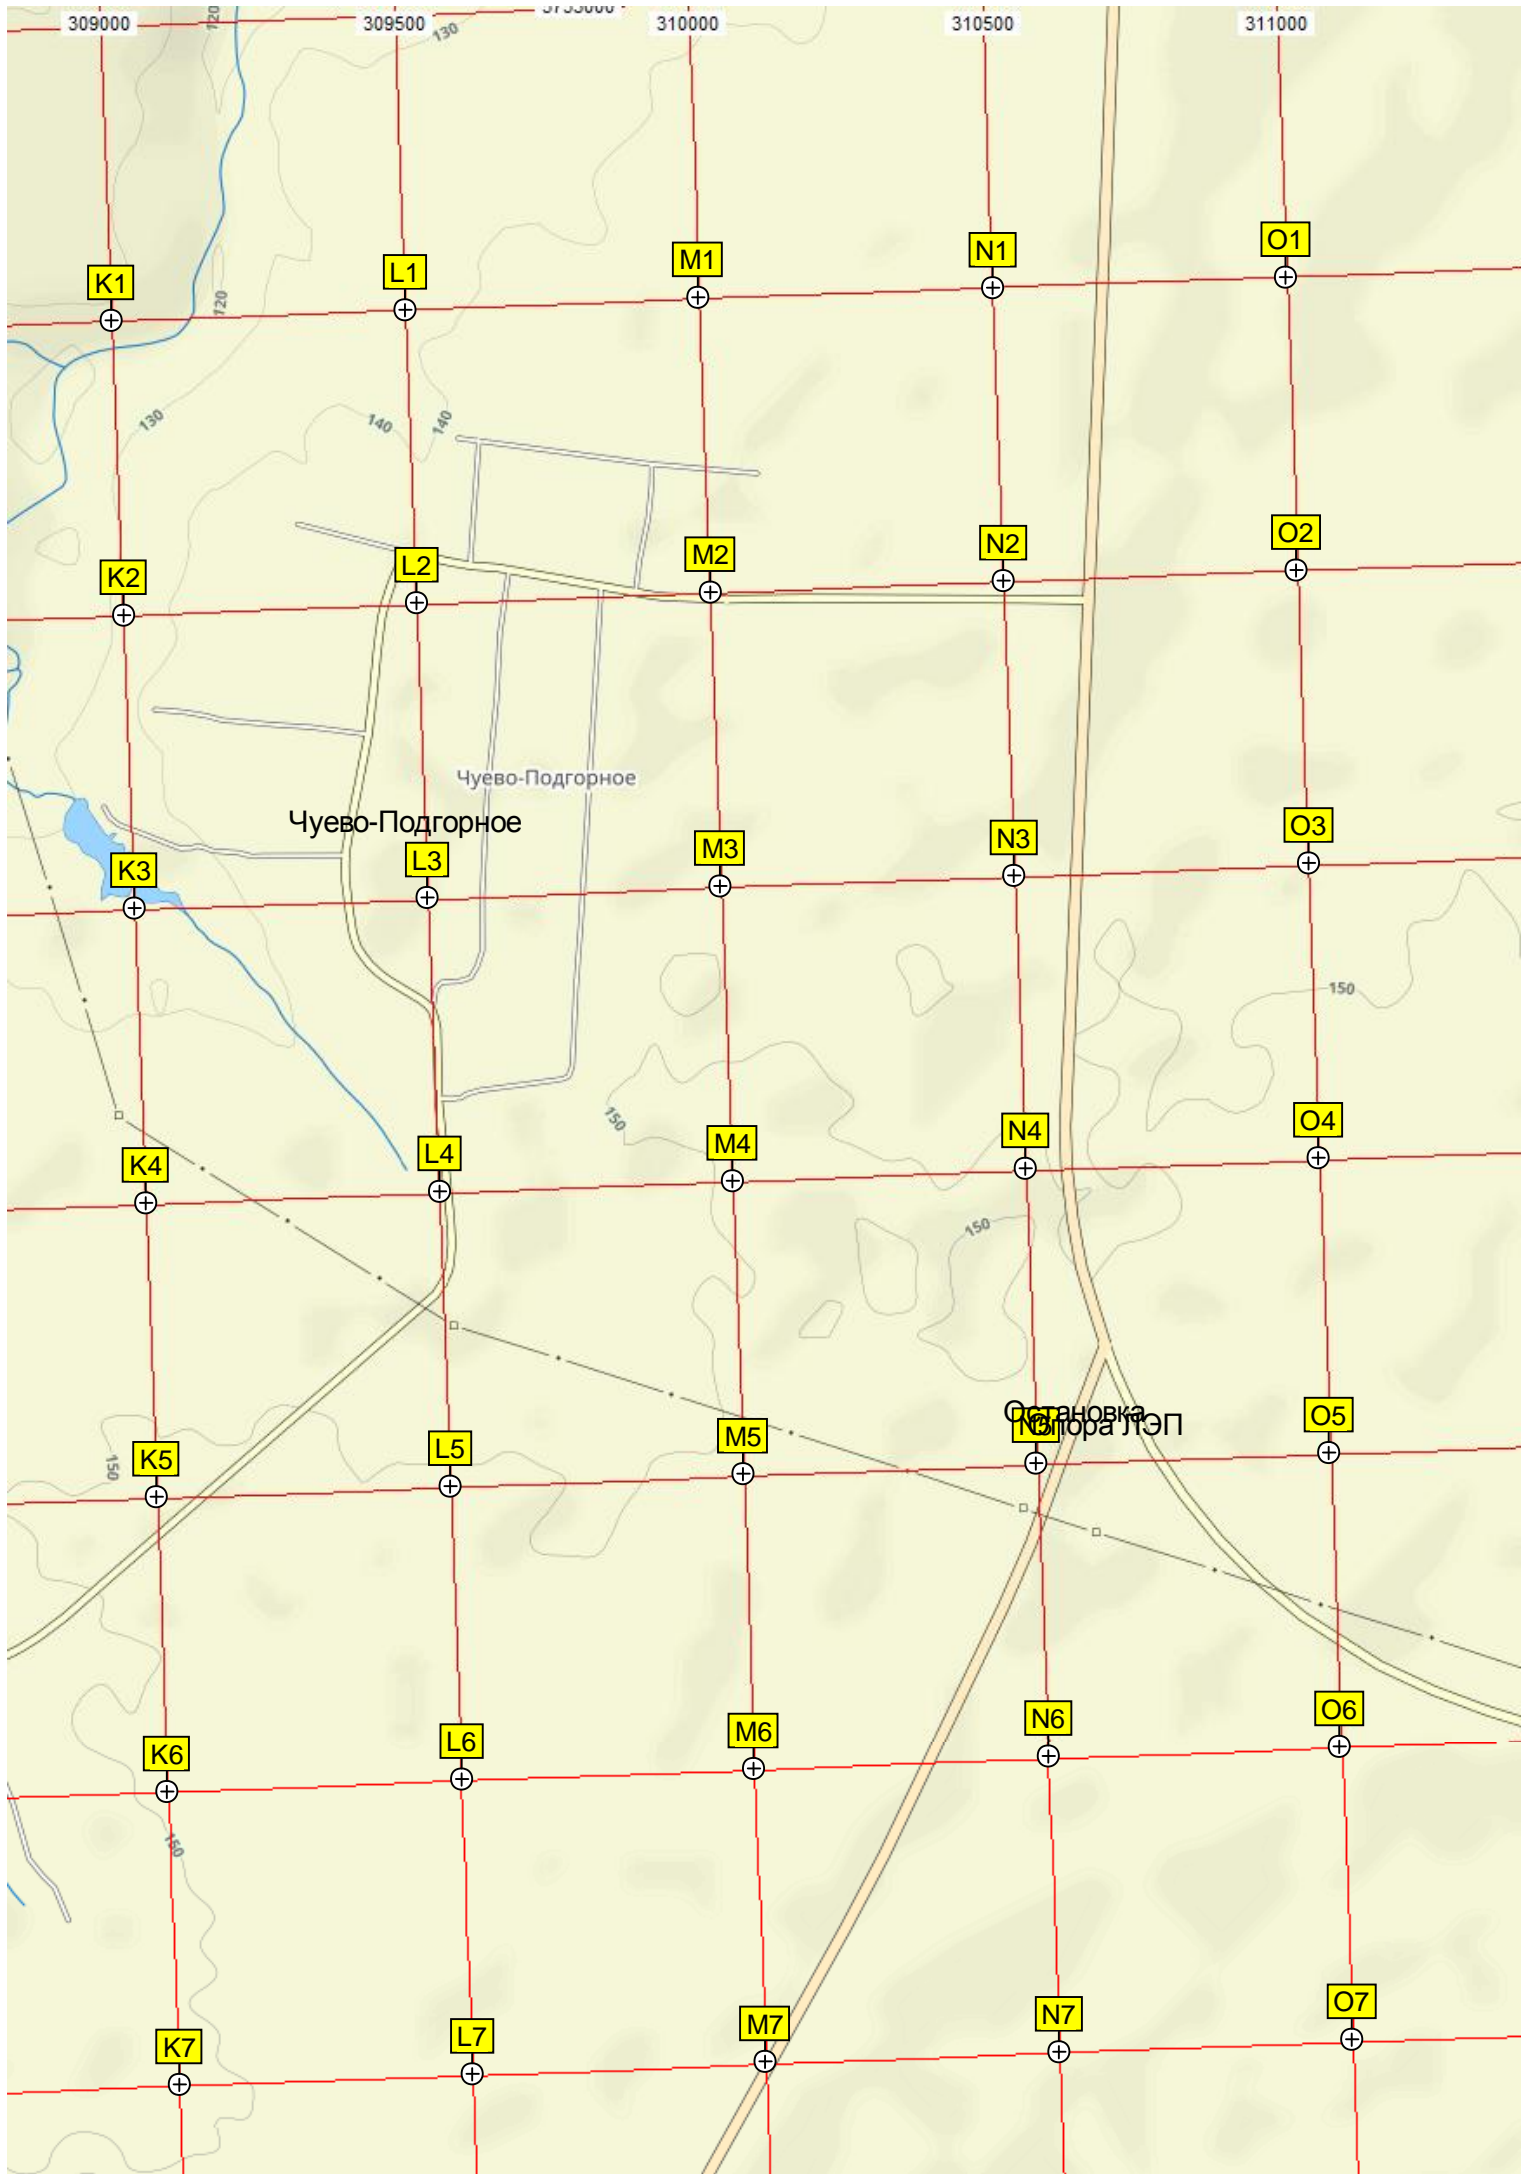 309000 309500 310000 310500 311000
120
130
O1
N1
M1
L1
K1
120
130
140
140
O2
N2
M2
L2
K2
Чуево-Подгорное
Чуево-Подгорное
O3
N3
M3
L3
K3
150
150
O4
N4
M4
L4
K4
150
Остановка
Опора ЛЭП
O5
N5
M5
L5
K5
150
O6
N6
M6
L6
K6
150
O7
N7
M7
L7
K7